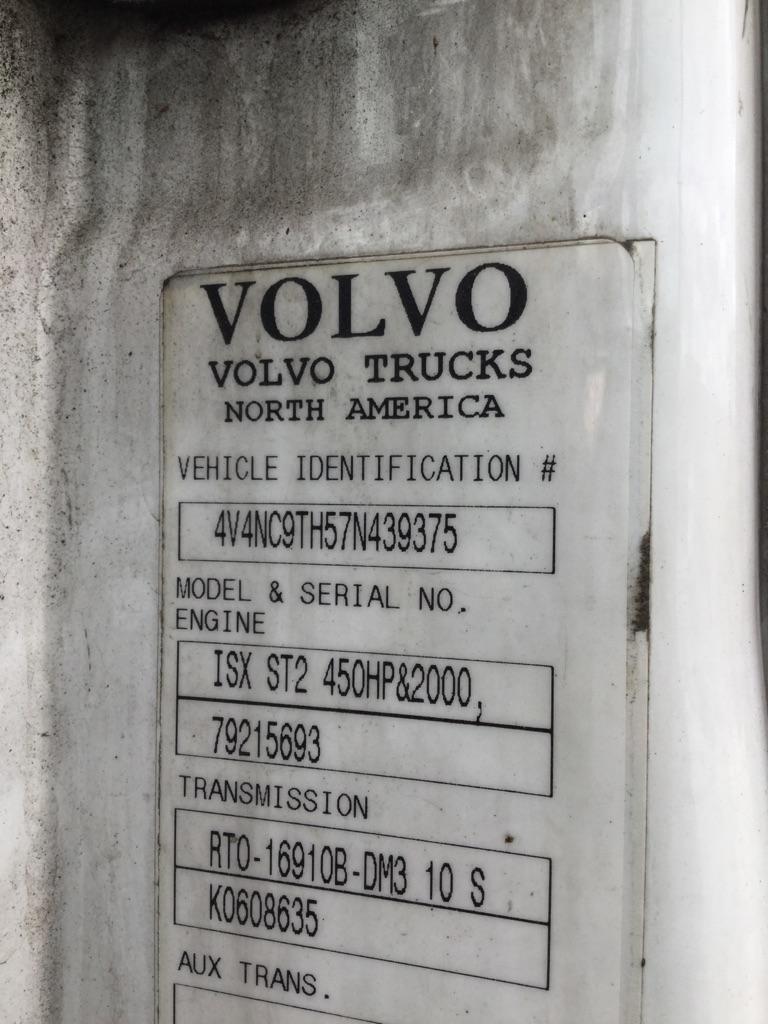 VOLVO
VOLVO TRUCKS
NORTH AMERICA
VEHICLE IDENTIFICATION #
4V4NC9TH57N439375
MODEL & SERIAL NO.
ENGINE
ISX ST2 450HP&2000,
79215693
TRANSMISSION
RTO-16910B-DM3 10 S
K0608635
AUX TRANS.